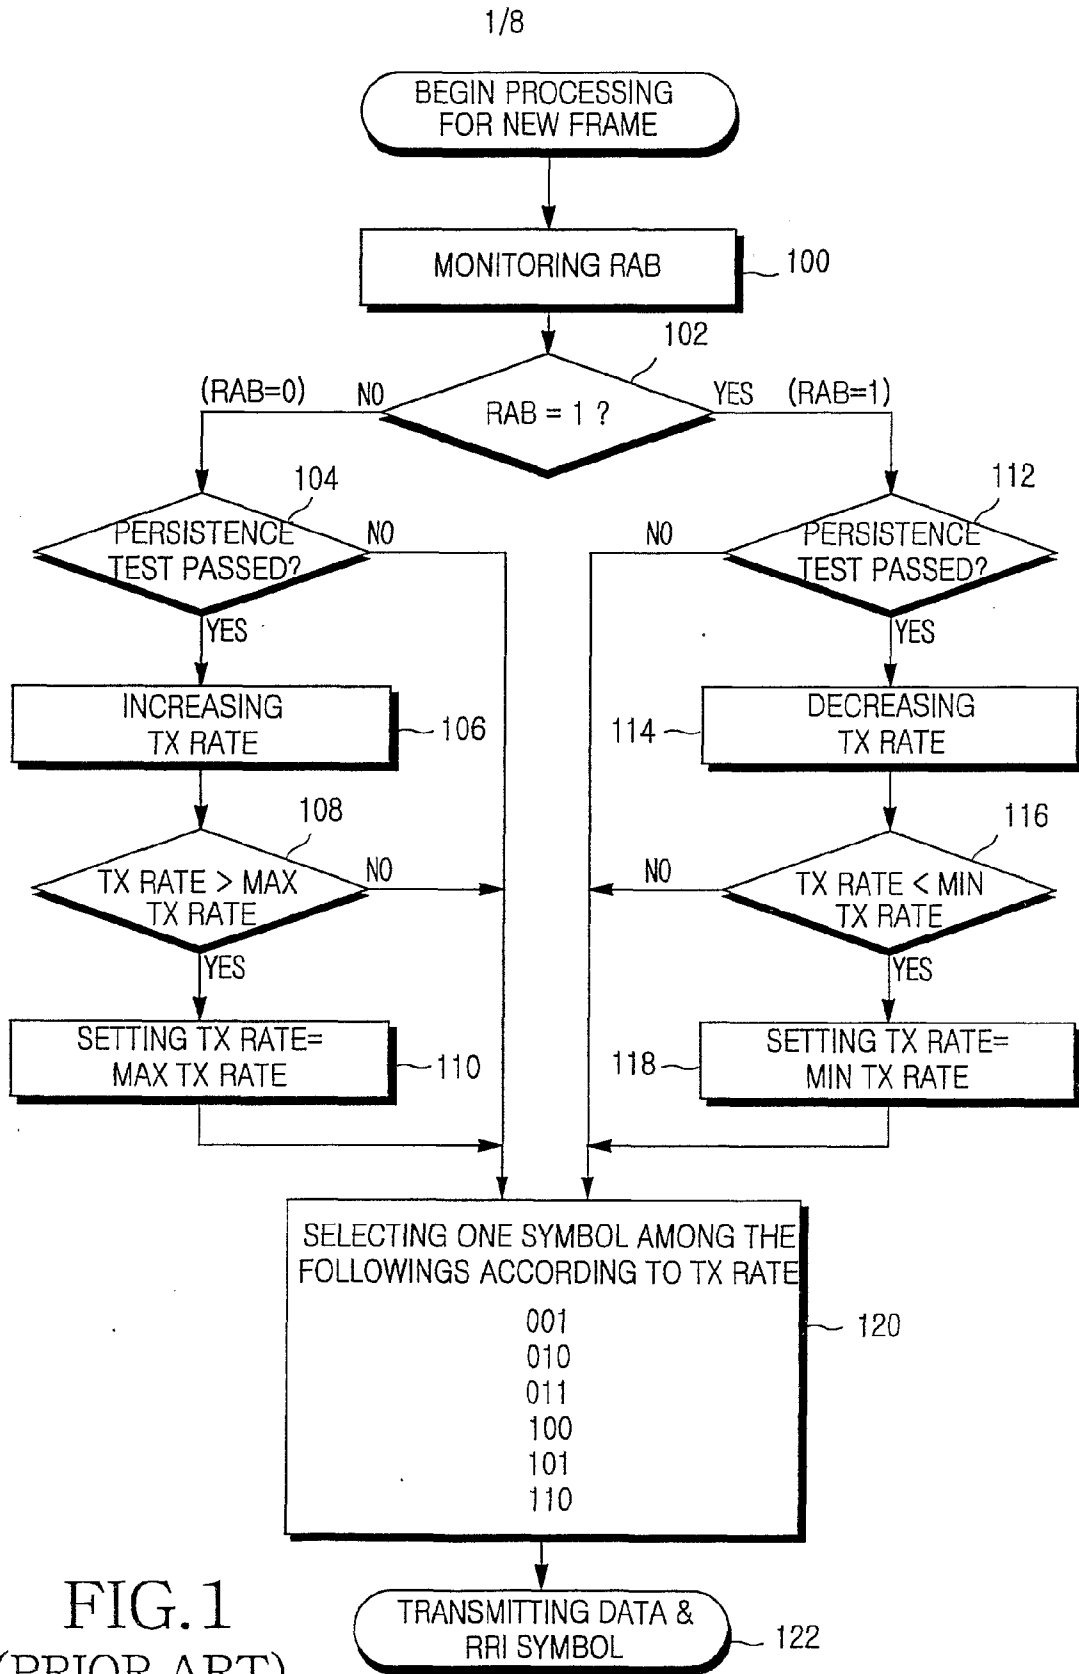 1/8
BEGIN PROCESSING
FOR NEW FRAME
MONITORING RAB
100
102
(RAB=0)
NO
RAB = 1 ?
YES
(RAB=1)
104
PERSISTENCE
TEST PASSED?
NO
YES
112
PERSISTENCE
TEST PASSED?
NO
YES
INCREASING
TX RATE
106
DECREASING
TX RATE
114
108
TX RATE > MAX
TX RATE
NO
YES
116
TX RATE < MIN
TX RATE
NO
YES
SETTING TX RATE=
MAX TX RATE
110
SETTING TX RATE=
MIN TX RATE
118
SELECTING ONE SYMBOL AMONG THE
FOLLOWINGS ACCORDING TO TX RATE
001
010
011
100
101
110
120
TRANSMITTING DATA &
RRI SYMBOL
122
FIG.1
(PRIOR ART)